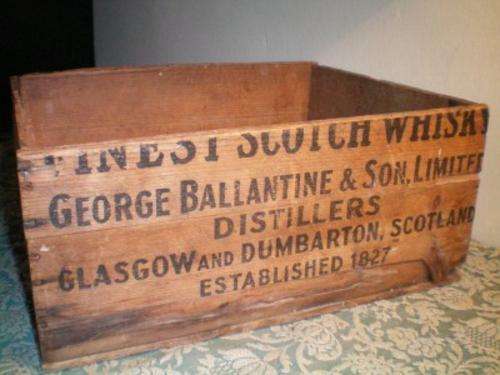 FINEST SCOTCH WHISKY
GEORGE BALLANTINE & SON, LIMITED
DISTILLERS
GLASGOW AND DUMBARTON, SCOTLAND
ESTABLISHED 1827